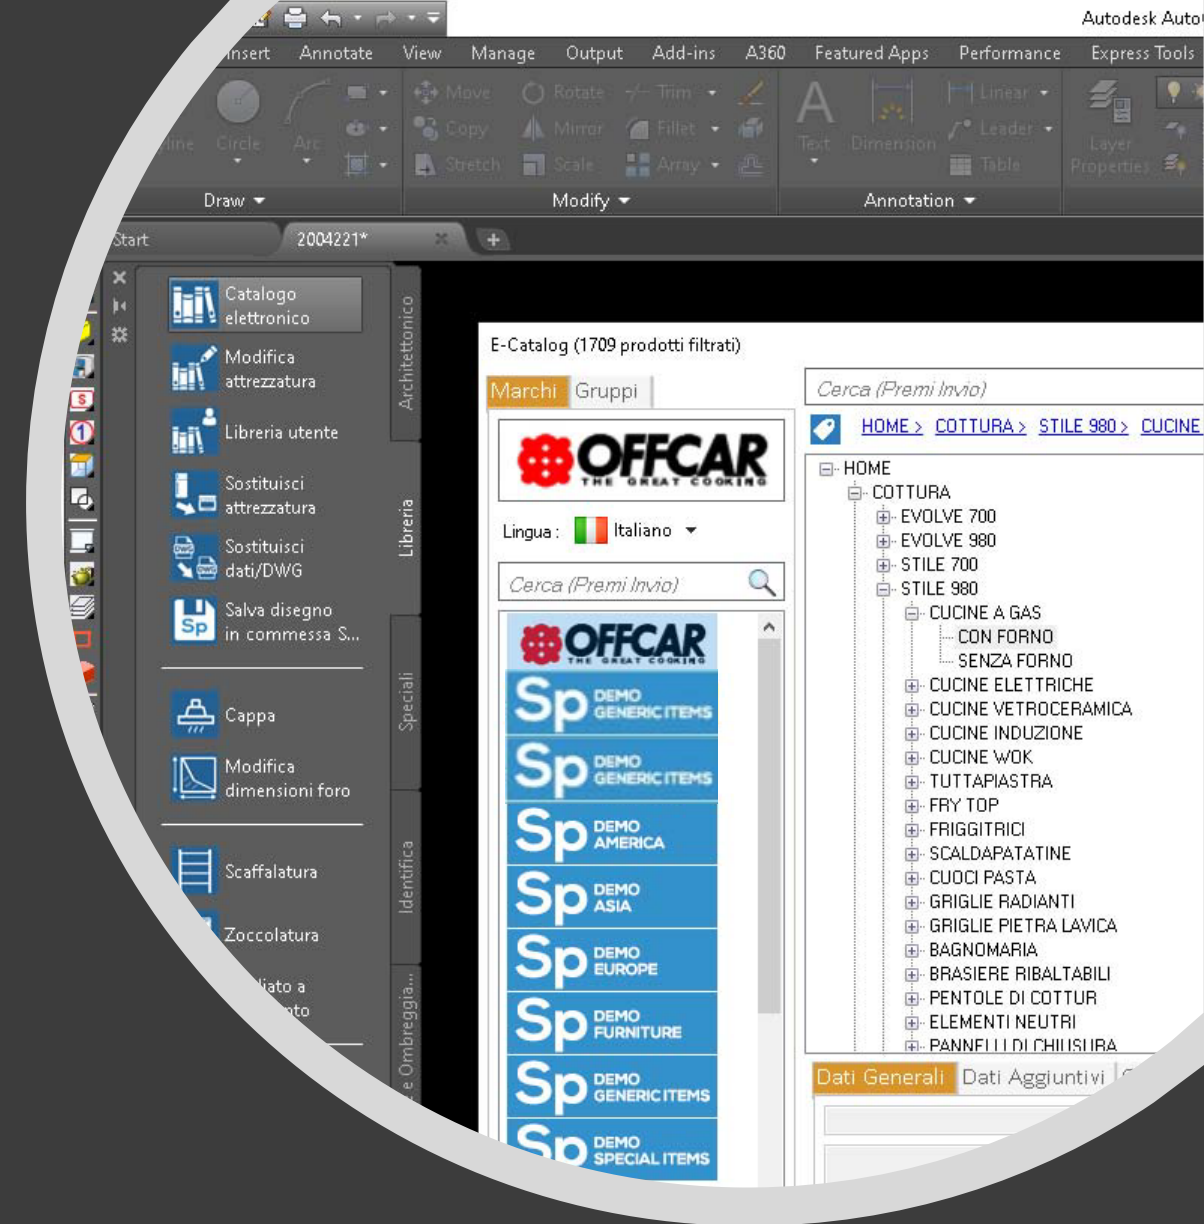 Autodesk Auto
Insert Annotate View Manage Output Add-ins A360 Featured Apps Performance Express Tools
Move Rotate Trim Linear
Circle Arc Copy Mirror Fillet Text Dimension Leader Layer
Stretch Scale Array Table Properties
Draw Modify Annotation
Start 2004221*
Catalogo
elettronico
Modifica
attrezzatura
Libreria utente
Sostituisci
attrezzatura
Sostituisci
dati/DWG
Salva disegno
in commessa S...
Cappa
Modifica
dimensioni foro
Scaffalatura
Zoccolatura
Architettonico
Libreria
Speciali
Identifica
e Ombreggia...
E-Catalog (1709 prodotti filtrati)
Marchi Gruppi
OFFCAR
THE GREAT COOKING
Lingua : Italiano
Cerca (Premi Invio)
OFFCAR
THE GREAT COOKING
Sp DEMO
GENERIC ITEMS
Sp DEMO
GENERIC ITEMS
Sp DEMO
AMERICA
Sp DEMO
ASIA
Sp DEMO
EUROPE
Sp DEMO
FURNITURE
Sp DEMO
GENERIC ITEMS
Sp DEMO
SPECIAL ITEMS
Cerca (Premi Invio)
HOME > COTTURA > STILE 980 > CUCINE
HOME
COTTURA
EVOLVE 700
EVOLVE 980
STILE 700
STILE 980
CUCINE A GAS
CON FORNO
SENZA FORNO
CUCINE ELETTRICHE
CUCINE VETROCERAMICA
CUCINE INDUZIONE
CUCINE WOK
TUTTAPIASTRA
FRY TOP
FRIGGITRICI
SCALDAPATATINE
CUOCI PASTA
GRIGLIE RADIANTI
GRIGLIE PIETRA LAVICA
BAGNOMARIA
BRASIERE RIBALTABILI
PENTOLE DI COTTUR
ELEMENTI NEUTRI
PANNELLI DI CHIUSURA
Dati Generali Dati Aggiuntivi